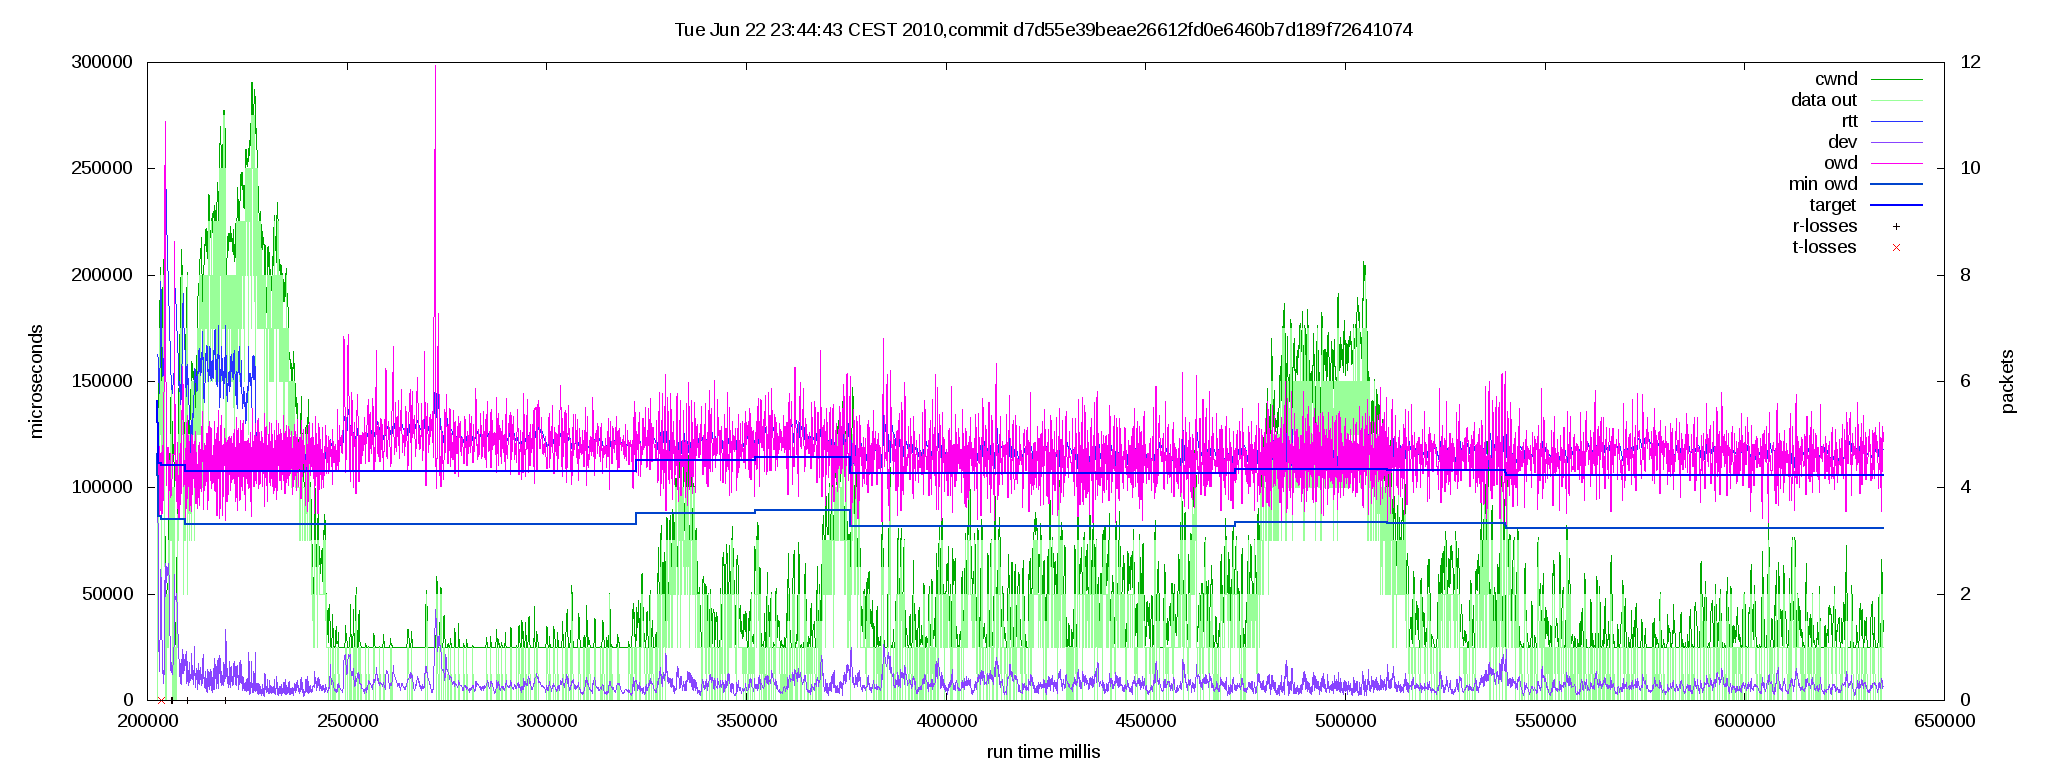 Tue Jun 22 23:44:43 CEST 2010,commit d7d55e39beae26612fd0e6460b7d189f72641074
300000
250000
200000
150000
100000
50000
0
microseconds
12
10
8
6
4
2
0
packets
cwnd
data out
rtt
dev
owd
min owd
target
r-losses
t-losses
200000 250000 300000 350000 400000 450000 500000 550000 600000 650000
run time millis